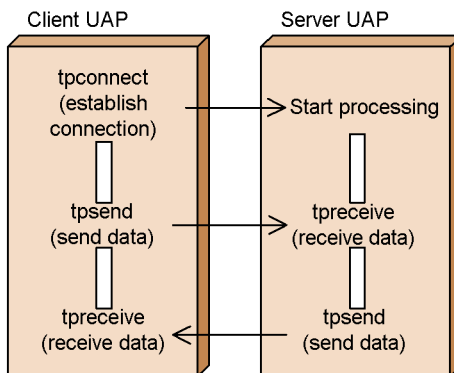 Client UAP
Server UAP
tpconnect
(establish
connection)
Start processing
tpsend
(send data)
tpreceive
(receive data)
tpreceive
(receive data)
tpsend
(send data)